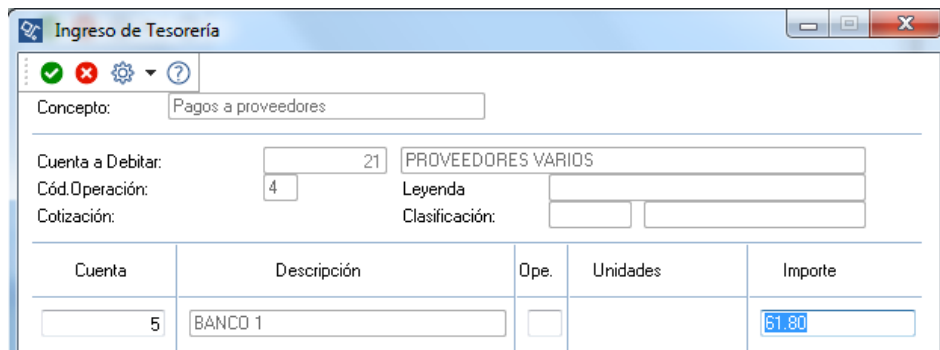 Ingreso de Tesorería
Concepto: Pagos a proveedores
Cuenta a Debitar: 21 PROVEEDORES VARIOS
Cód.Operación: 4 Leyenda
Cotización: Clasificación:
Cuenta Descripción Ope. Unidades Importe
5 BANCO 1 61.80